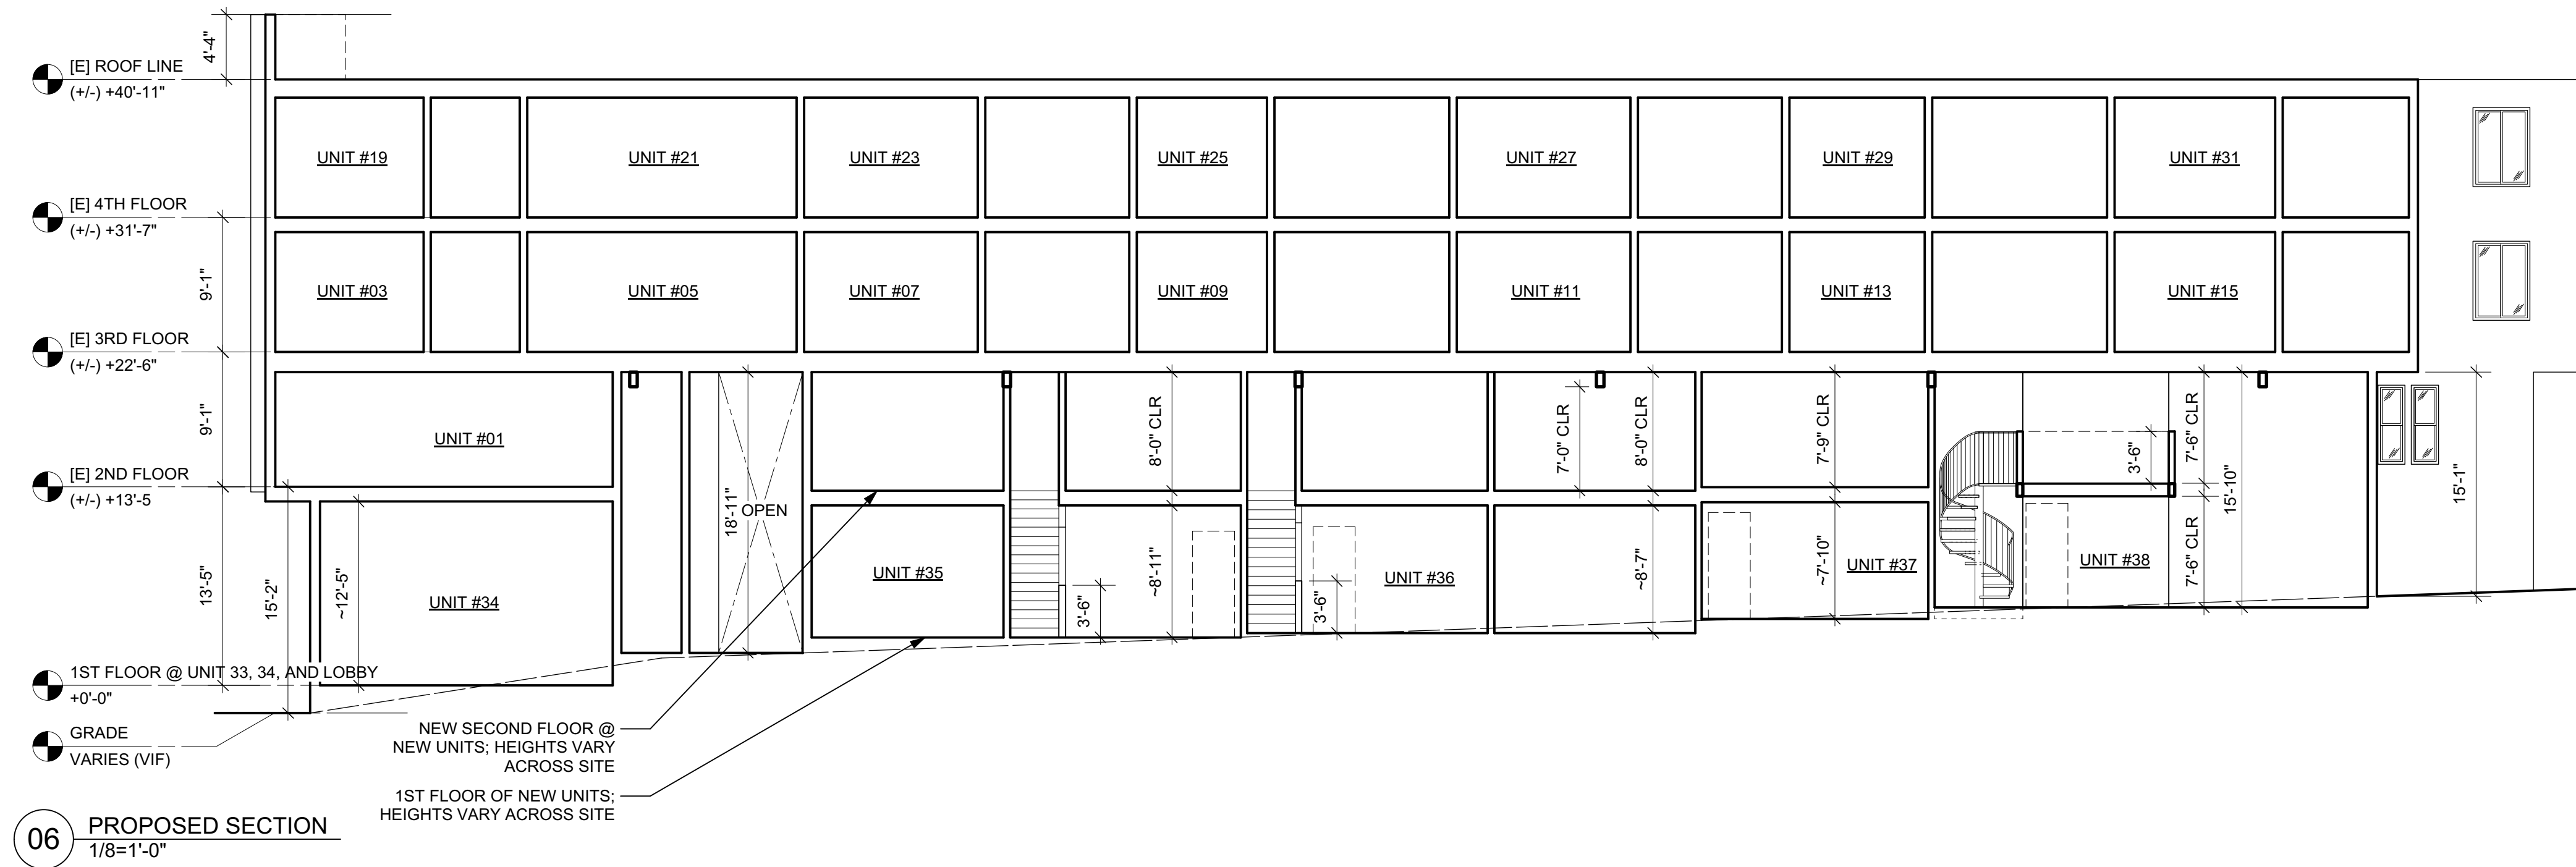 4'-4"
[E] ROOF LINE
(+/-) +40'-11"
UNIT #19
UNIT #21
UNIT #23
UNIT #25
UNIT #27
UNIT #29
UNIT #31
[E] 4TH FLOOR
(+/-) +31'-7"
9'-1"
UNIT #03
UNIT #05
UNIT #07
UNIT #09
UNIT #11
UNIT #13
UNIT #15
[E] 3RD FLOOR
(+/-) +22'-6"
9'-1"
UNIT #01
18'-11"
OPEN
8'-0" CLR
7'-0" CLR
8'-0" CLR
7'-9" CLR
3'-6"
7'-6" CLR
15'-10"
15'-1"
[E] 2ND FLOOR
(+/-) +13'-5
13'-5"
15'-2"
~12'-5"
UNIT #34
UNIT #35
3'-6"
~8'-11"
3'-6"
UNIT #36
~8'-7"
~7'-10"
UNIT #37
UNIT #38
7'-6" CLR
1ST FLOOR @ UNIT 33, 34, AND LOBBY
+0'-0"
GRADE
VARIES (VIF)
NEW SECOND FLOOR @
NEW UNITS; HEIGHTS VARY
ACROSS SITE
1ST FLOOR OF NEW UNITS;
HEIGHTS VARY ACROSS SITE
06
PROPOSED SECTION
1/8=1'-0"